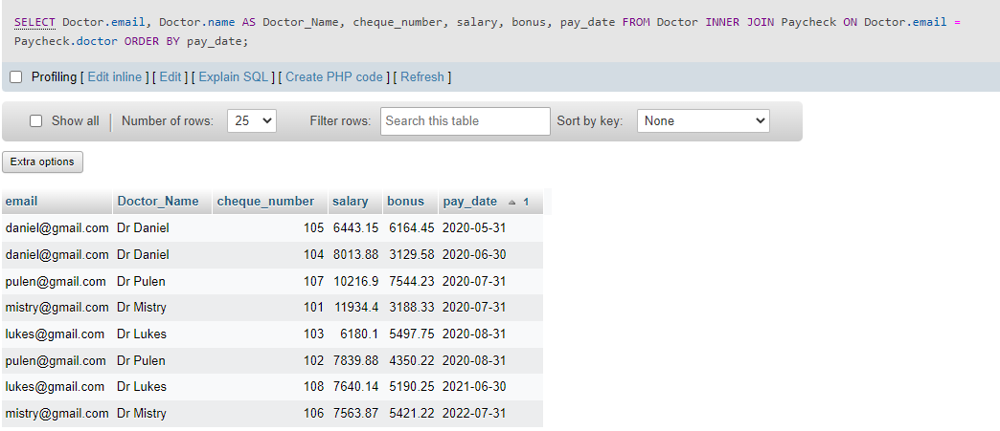 SELECT Doctor.email, Doctor.name AS Doctor_Name, cheque_number, salary, bonus, pay_date FROM Doctor INNER JOIN Paycheck ON Doctor.email =
Paycheck.doctor ORDER BY pay_date;
Profiling [ Edit inline ] [ Edit ] [ Explain SQL ] [ Create PHP code ] [ Refresh ]
Show all Number of rows: 25 Filter rows: Search this table Sort by key: None
Extra options
email Doctor_Name cheque_number salary bonus pay_date 1
daniel@gmail.com Dr Daniel 105 6443.15 6164.45 2020-05-31
daniel@gmail.com Dr Daniel 104 8013.88 3129.58 2020-06-30
pulen@gmail.com Dr Pulen 107 10216.9 7544.23 2020-07-31
mistry@gmail.com Dr Mistry 101 11934.4 3188.33 2020-07-31
lukes@gmail.com Dr Lukes 103 6180.1 5497.75 2020-08-31
pulen@gmail.com Dr Pulen 102 7839.88 4350.22 2020-08-31
lukes@gmail.com Dr Lukes 108 7640.14 5190.25 2021-06-30
mistry@gmail.com Dr Mistry 106 7563.87 5421.22 2022-07-31